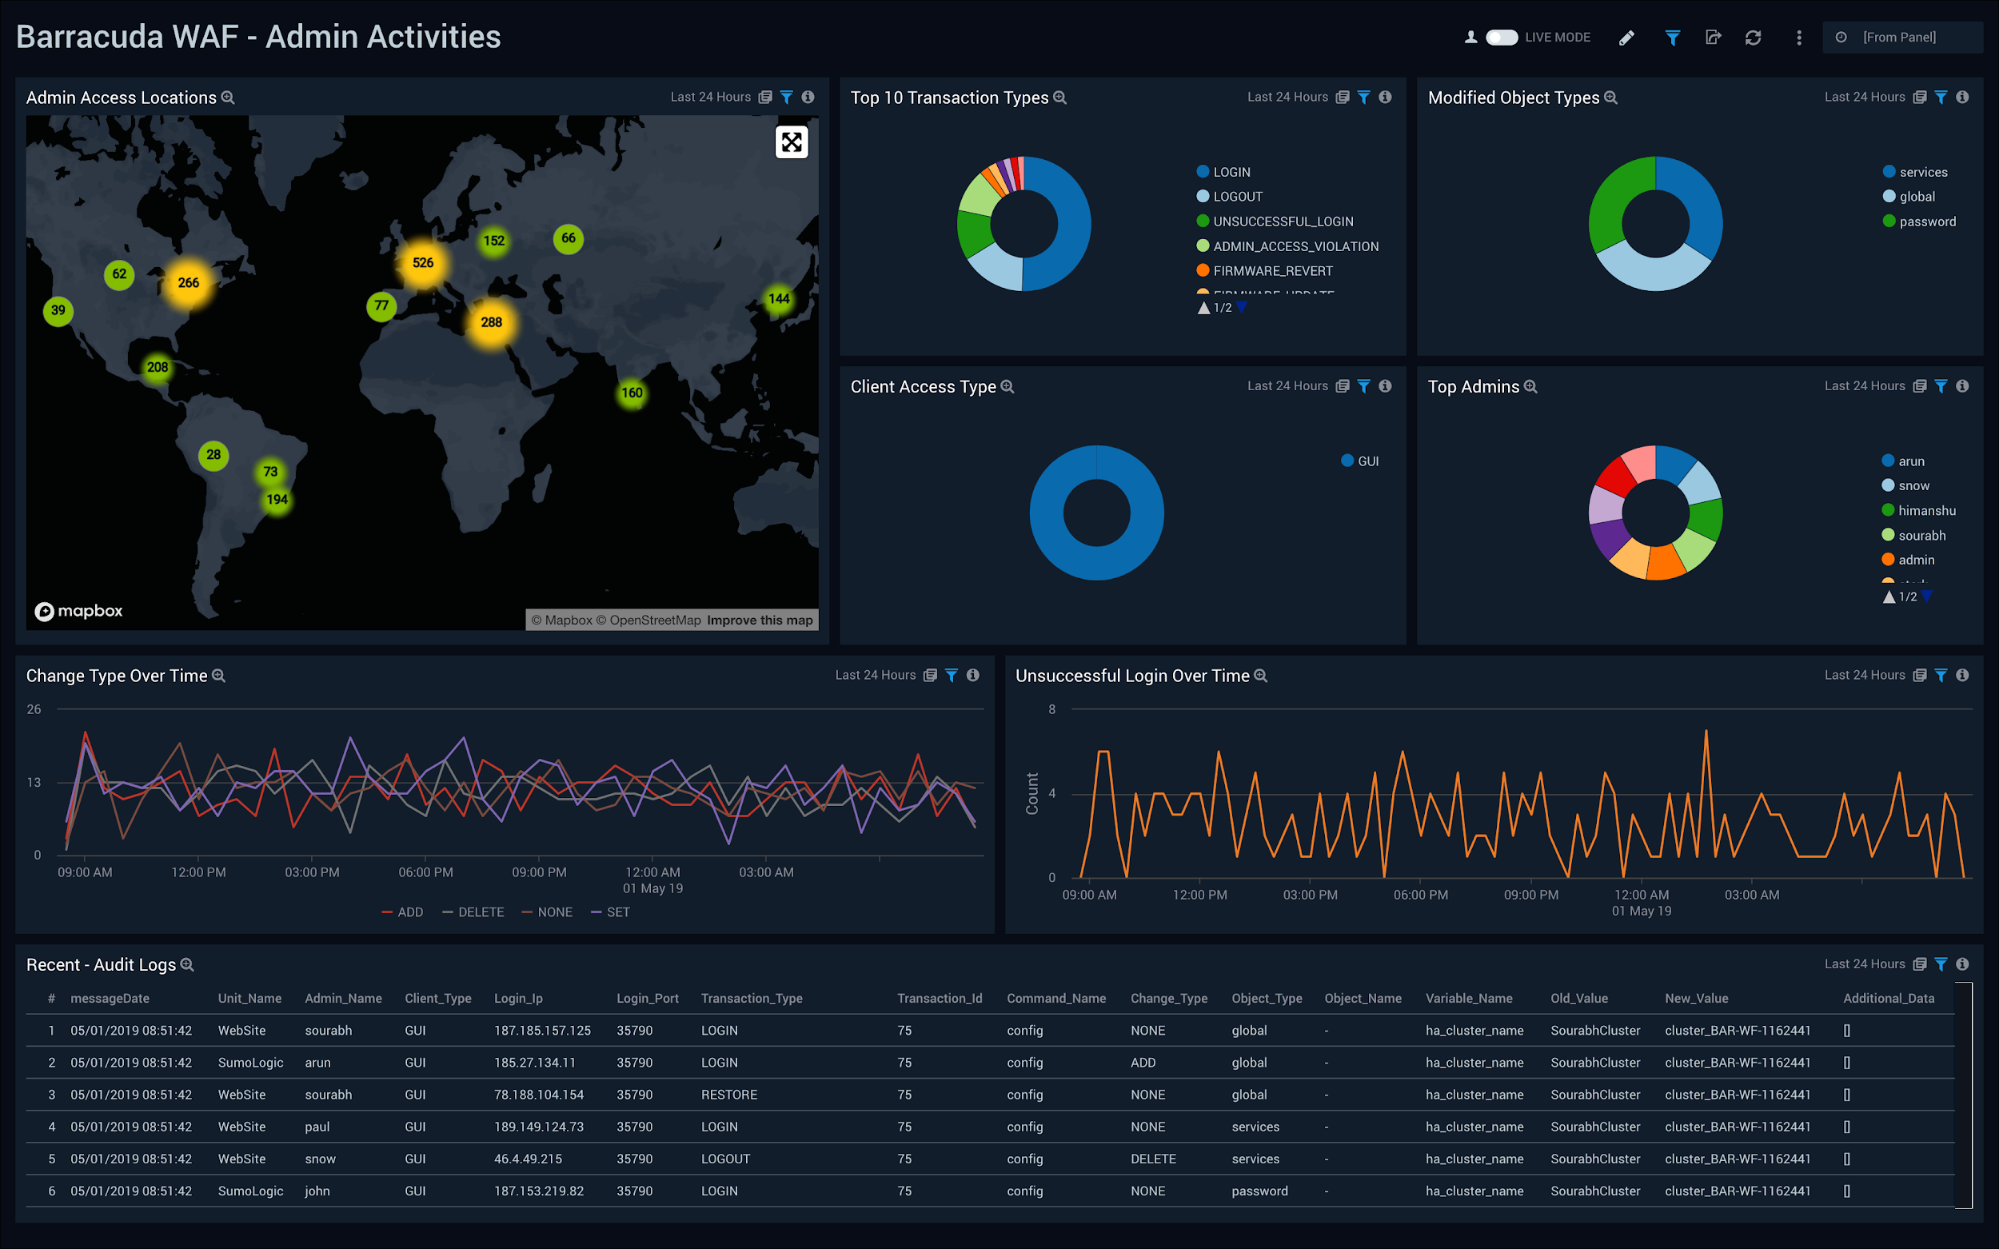 Barracuda WAF - Admin Activities
LIVE MODE
[From Panel]
Admin Access Locations
Last 24 Hours
62
266
39
208
28
73
194
526
152
66
77
288
144
160
mapbox
© Mapbox © OpenStreetMap Improve this map
Top 10 Transaction Types
Last 24 Hours
LOGIN
LOGOUT
UNSUCCESSFUL_LOGIN
ADMIN_ACCESS_VIOLATION
FIRMWARE_REVERT
FIRMWARE_UPDATE
1/2
Modified Object Types
Last 24 Hours
services
global
password
Client Access Type
Last 24 Hours
GUI
Top Admins
Last 24 Hours
arun
snow
himanshu
sourabh
admin
1/2
Change Type Over Time
Last 24 Hours
26
13
0
09:00 AM 12:00 PM 03:00 PM 06:00 PM 09:00 PM 12:00 AM 03:00 AM
01 May 19
ADD DELETE NONE SET
Unsuccessful Login Over Time
Last 24 Hours
Count
8
4
0
09:00 AM 12:00 PM 03:00 PM 06:00 PM 09:00 PM 12:00 AM 03:00 AM
01 May 19
Recent - Audit Logs
Last 24 Hours
# messageDate Unit_Name Admin_Name Client_Type Login_Ip Login_Port Transaction_Type Transaction_Id Command_Name Change_Type Object_Type Object_Name Variable_Name Old_Value New_Value Additional_Data
1 05/01/2019 08:51:42 WebSite sourabh GUI 187.185.157.125 35790 LOGIN 75 config NONE global - ha_cluster_name SourabhCluster cluster_BAR-WF-1162441 []
2 05/01/2019 08:51:42 SumoLogic arun GUI 185.27.134.11 35790 LOGIN 75 config ADD global - ha_cluster_name SourabhCluster cluster_BAR-WF-1162441 []
3 05/01/2019 08:51:42 WebSite sourabh GUI 78.188.104.154 35790 RESTORE 75 config NONE global - ha_cluster_name SourabhCluster cluster_BAR-WF-1162441 []
4 05/01/2019 08:51:42 WebSite paul GUI 189.149.124.73 35790 LOGIN 75 config NONE services - ha_cluster_name SourabhCluster cluster_BAR-WF-1162441 []
5 05/01/2019 08:51:42 WebSite snow GUI 46.4.49.215 35790 LOGOUT 75 config DELETE services - ha_cluster_name SourabhCluster cluster_BAR-WF-1162441 []
6 05/01/2019 08:51:42 SumoLogic john GUI 187.153.219.82 35790 LOGIN 75 config NONE password - ha_cluster_name SourabhCluster cluster_BAR-WF-1162441 []